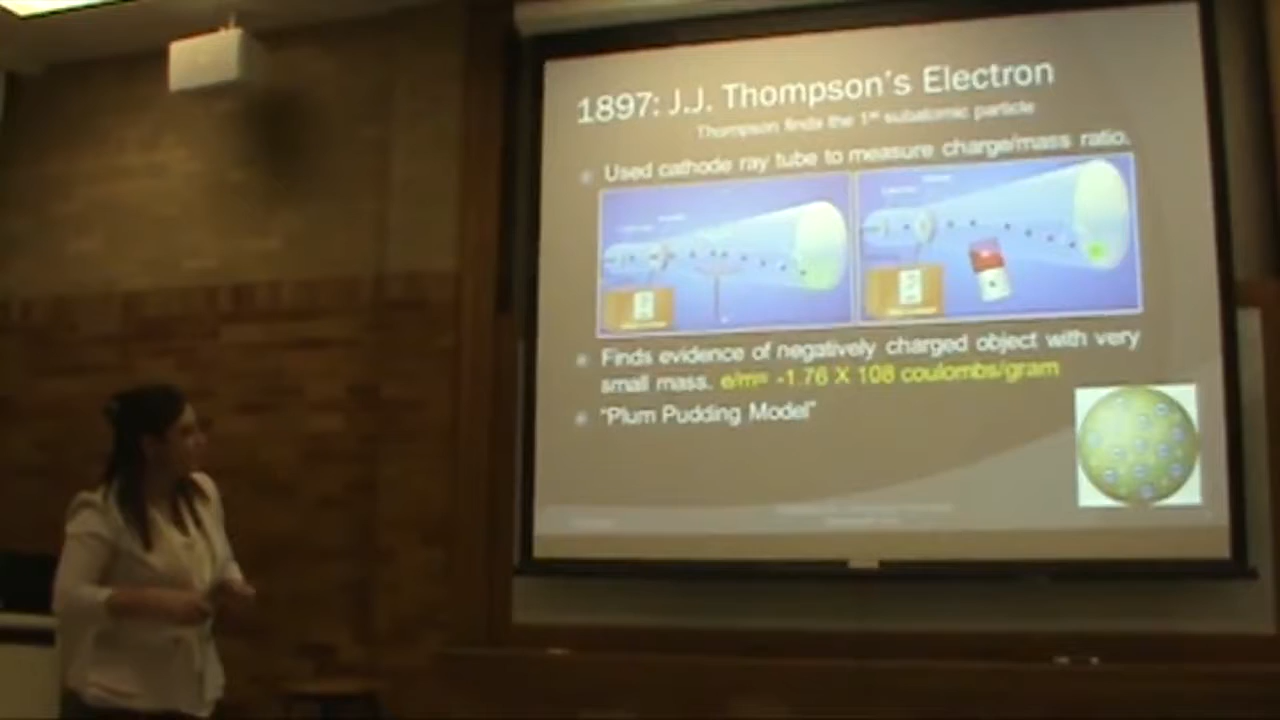 1897: J.J. Thompson's Electron
Thompson finds the 1st subatomic particle
Used cathode ray tube to measure charge/mass ratio.
Finds evidence of negatively charged object with very
small mass. e/m= -1.76 X 108 coulombs/gram
"Plum Pudding Model"